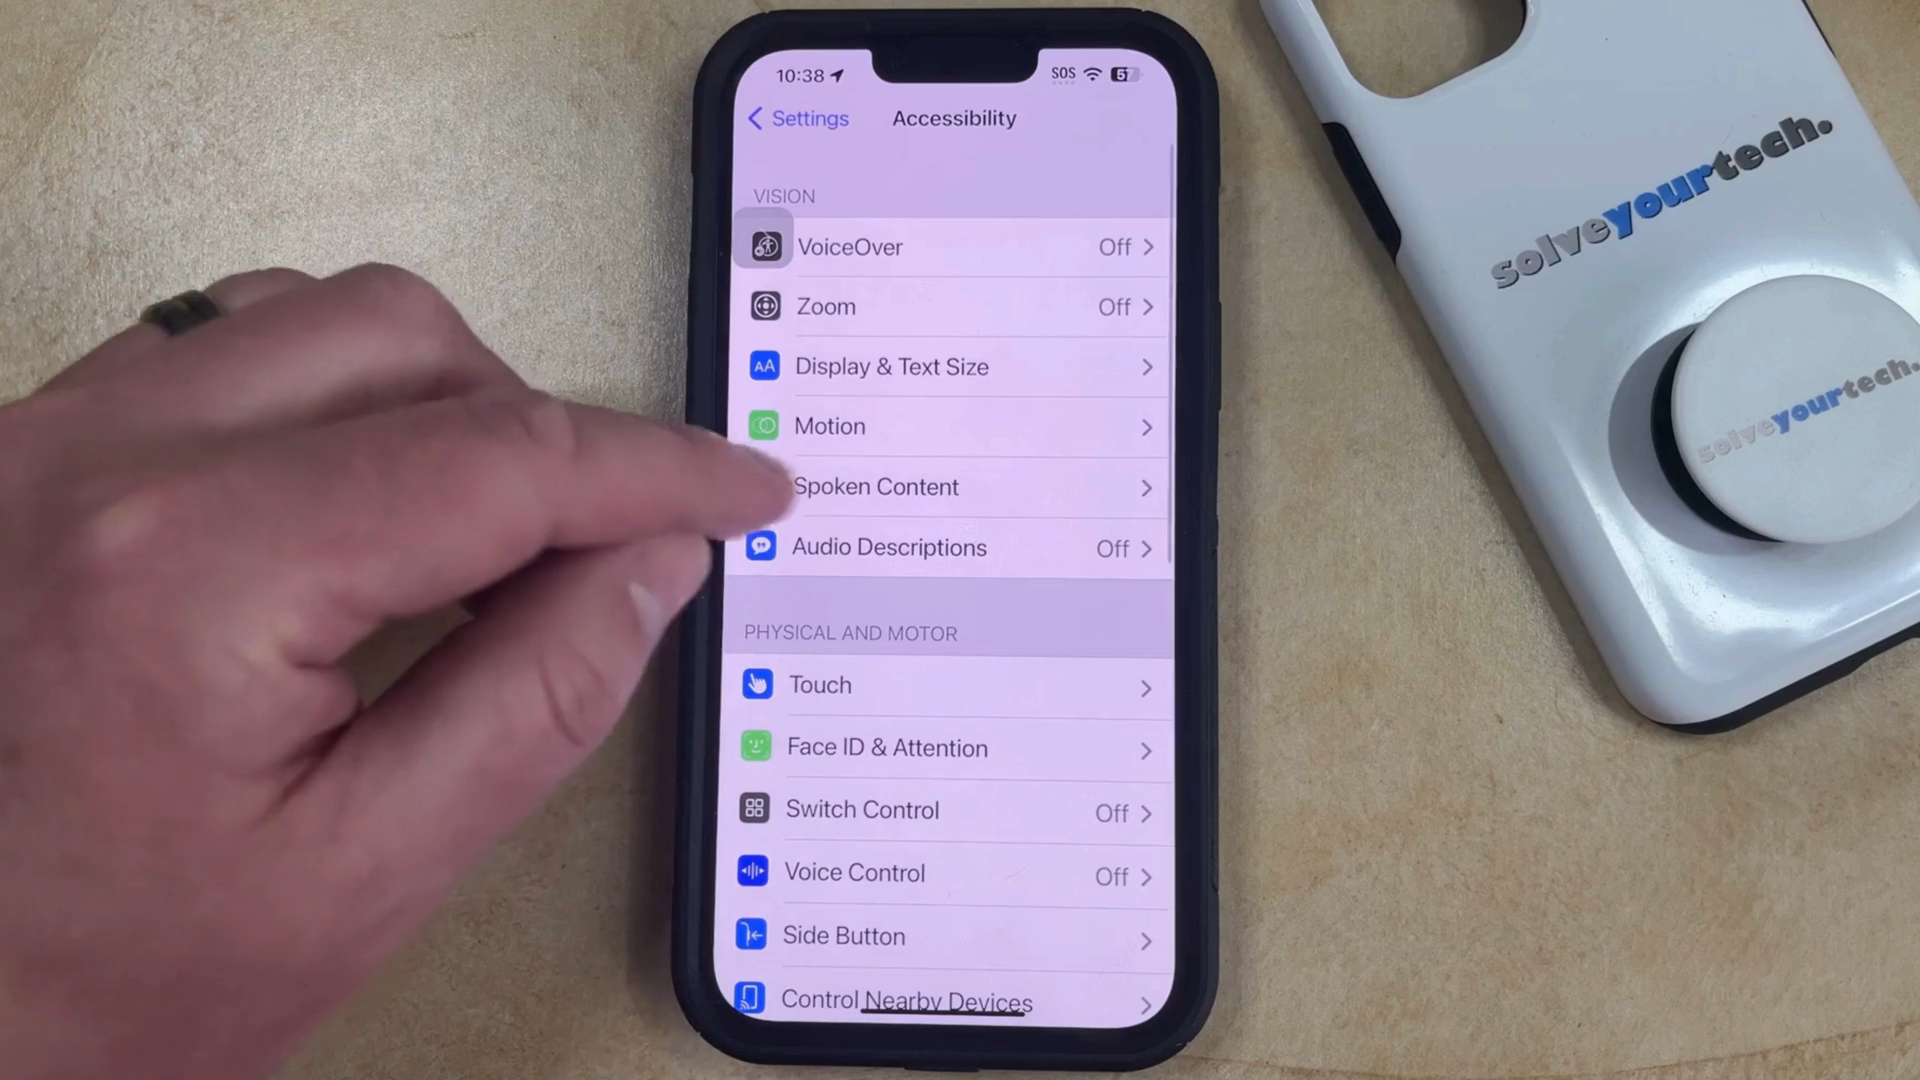 10:38
SOS
57
Settings
Accessibility
VISION
VoiceOver
Off
Zoom
Off
AA
Display & Text Size
Motion
Spoken Content
Audio Descriptions
Off
PHYSICAL AND MOTOR
Touch
Face ID & Attention
Switch Control
Off
Voice Control
Off
Side Button
Control Nearby Devices
solveyourtech.
solveyourtech.